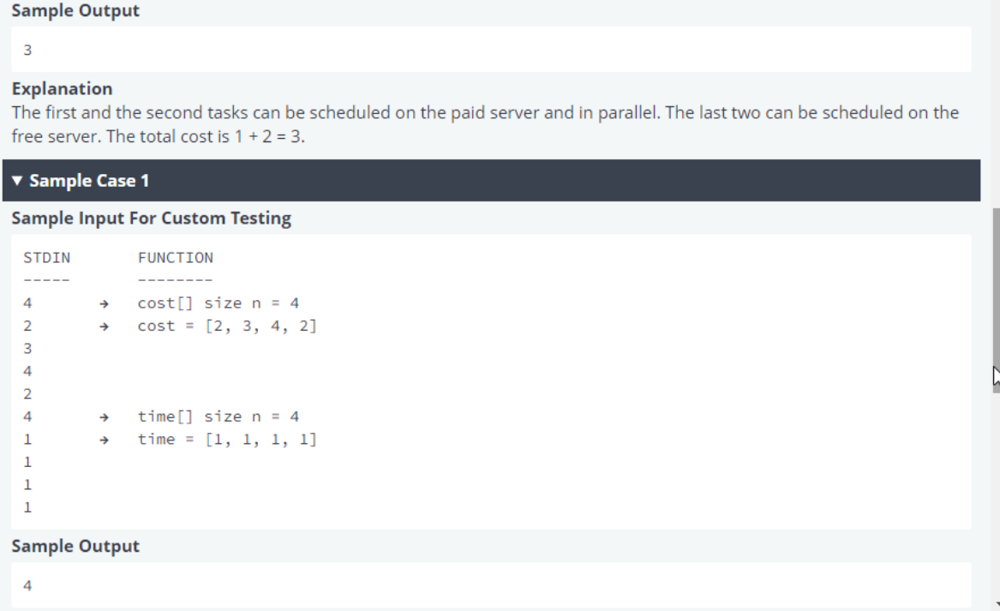 Sample Output
3
Explanation
The first and the second tasks can be scheduled on the paid server and in parallel. The last two can be scheduled on the
free server. The total cost is 1 + 2 = 3.
▼ Sample Case 1
Sample Input For Custom Testing
STDIN FUNCTION
----- --------
4 → cost[] size n = 4
2 → cost = [2, 3, 4, 2]
3
4
2
4 → time[] size n = 4
1 → time = [1, 1, 1, 1]
1
1
1
Sample Output
4